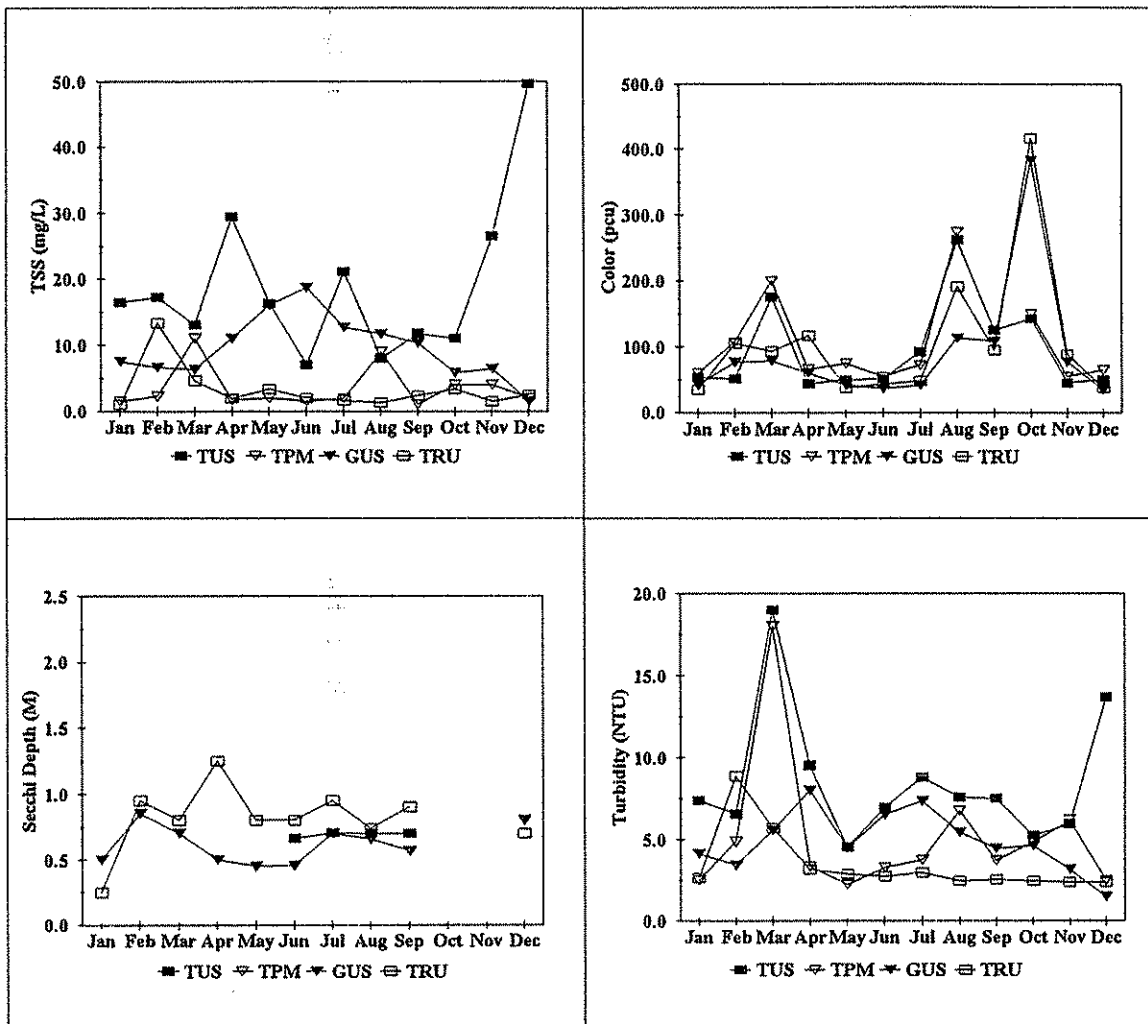 50.0
40.0
30.0
20.0
10.0
0.0
TSS (mg/L)
Jan Feb Mar Apr May Jun Jul Aug Sep Oct Nov Dec
TUS TPM GUS TRU
500.0
400.0
300.0
200.0
100.0
0.0
Color (pcu)
Jan Feb Mar Apr May Jun Jul Aug Sep Oct Nov Dec
TUS TPM GUS TRU
2.5
2.0
1.5
1.0
0.5
0.0
Secchi Depth (M)
Jan Feb Mar Apr May Jun Jul Aug Sep Oct Nov Dec
TUS TPM GUS TRU
20.0
15.0
10.0
5.0
0.0
Turbidity (NTU)
Jan Feb Mar Apr May Jun Jul Aug Sep Oct Nov Dec
TUS TPM GUS TRU